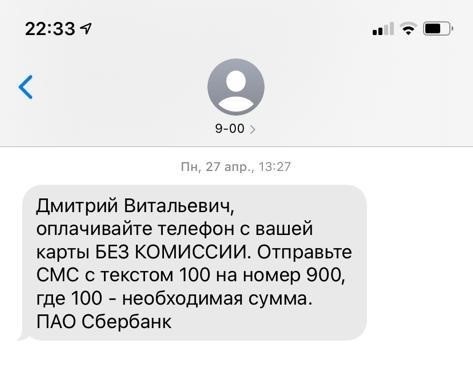 22:33
9-00
Пн, 27 апр., 13:27
Дмитрий Витальевич,
оплачивайте телефон с вашей
карты БЕЗ КОМИССИИ. Отправьте
СМС с текстом 100 на номер 900,
где 100 - необходимая сумма.
ПАО Сбербанк